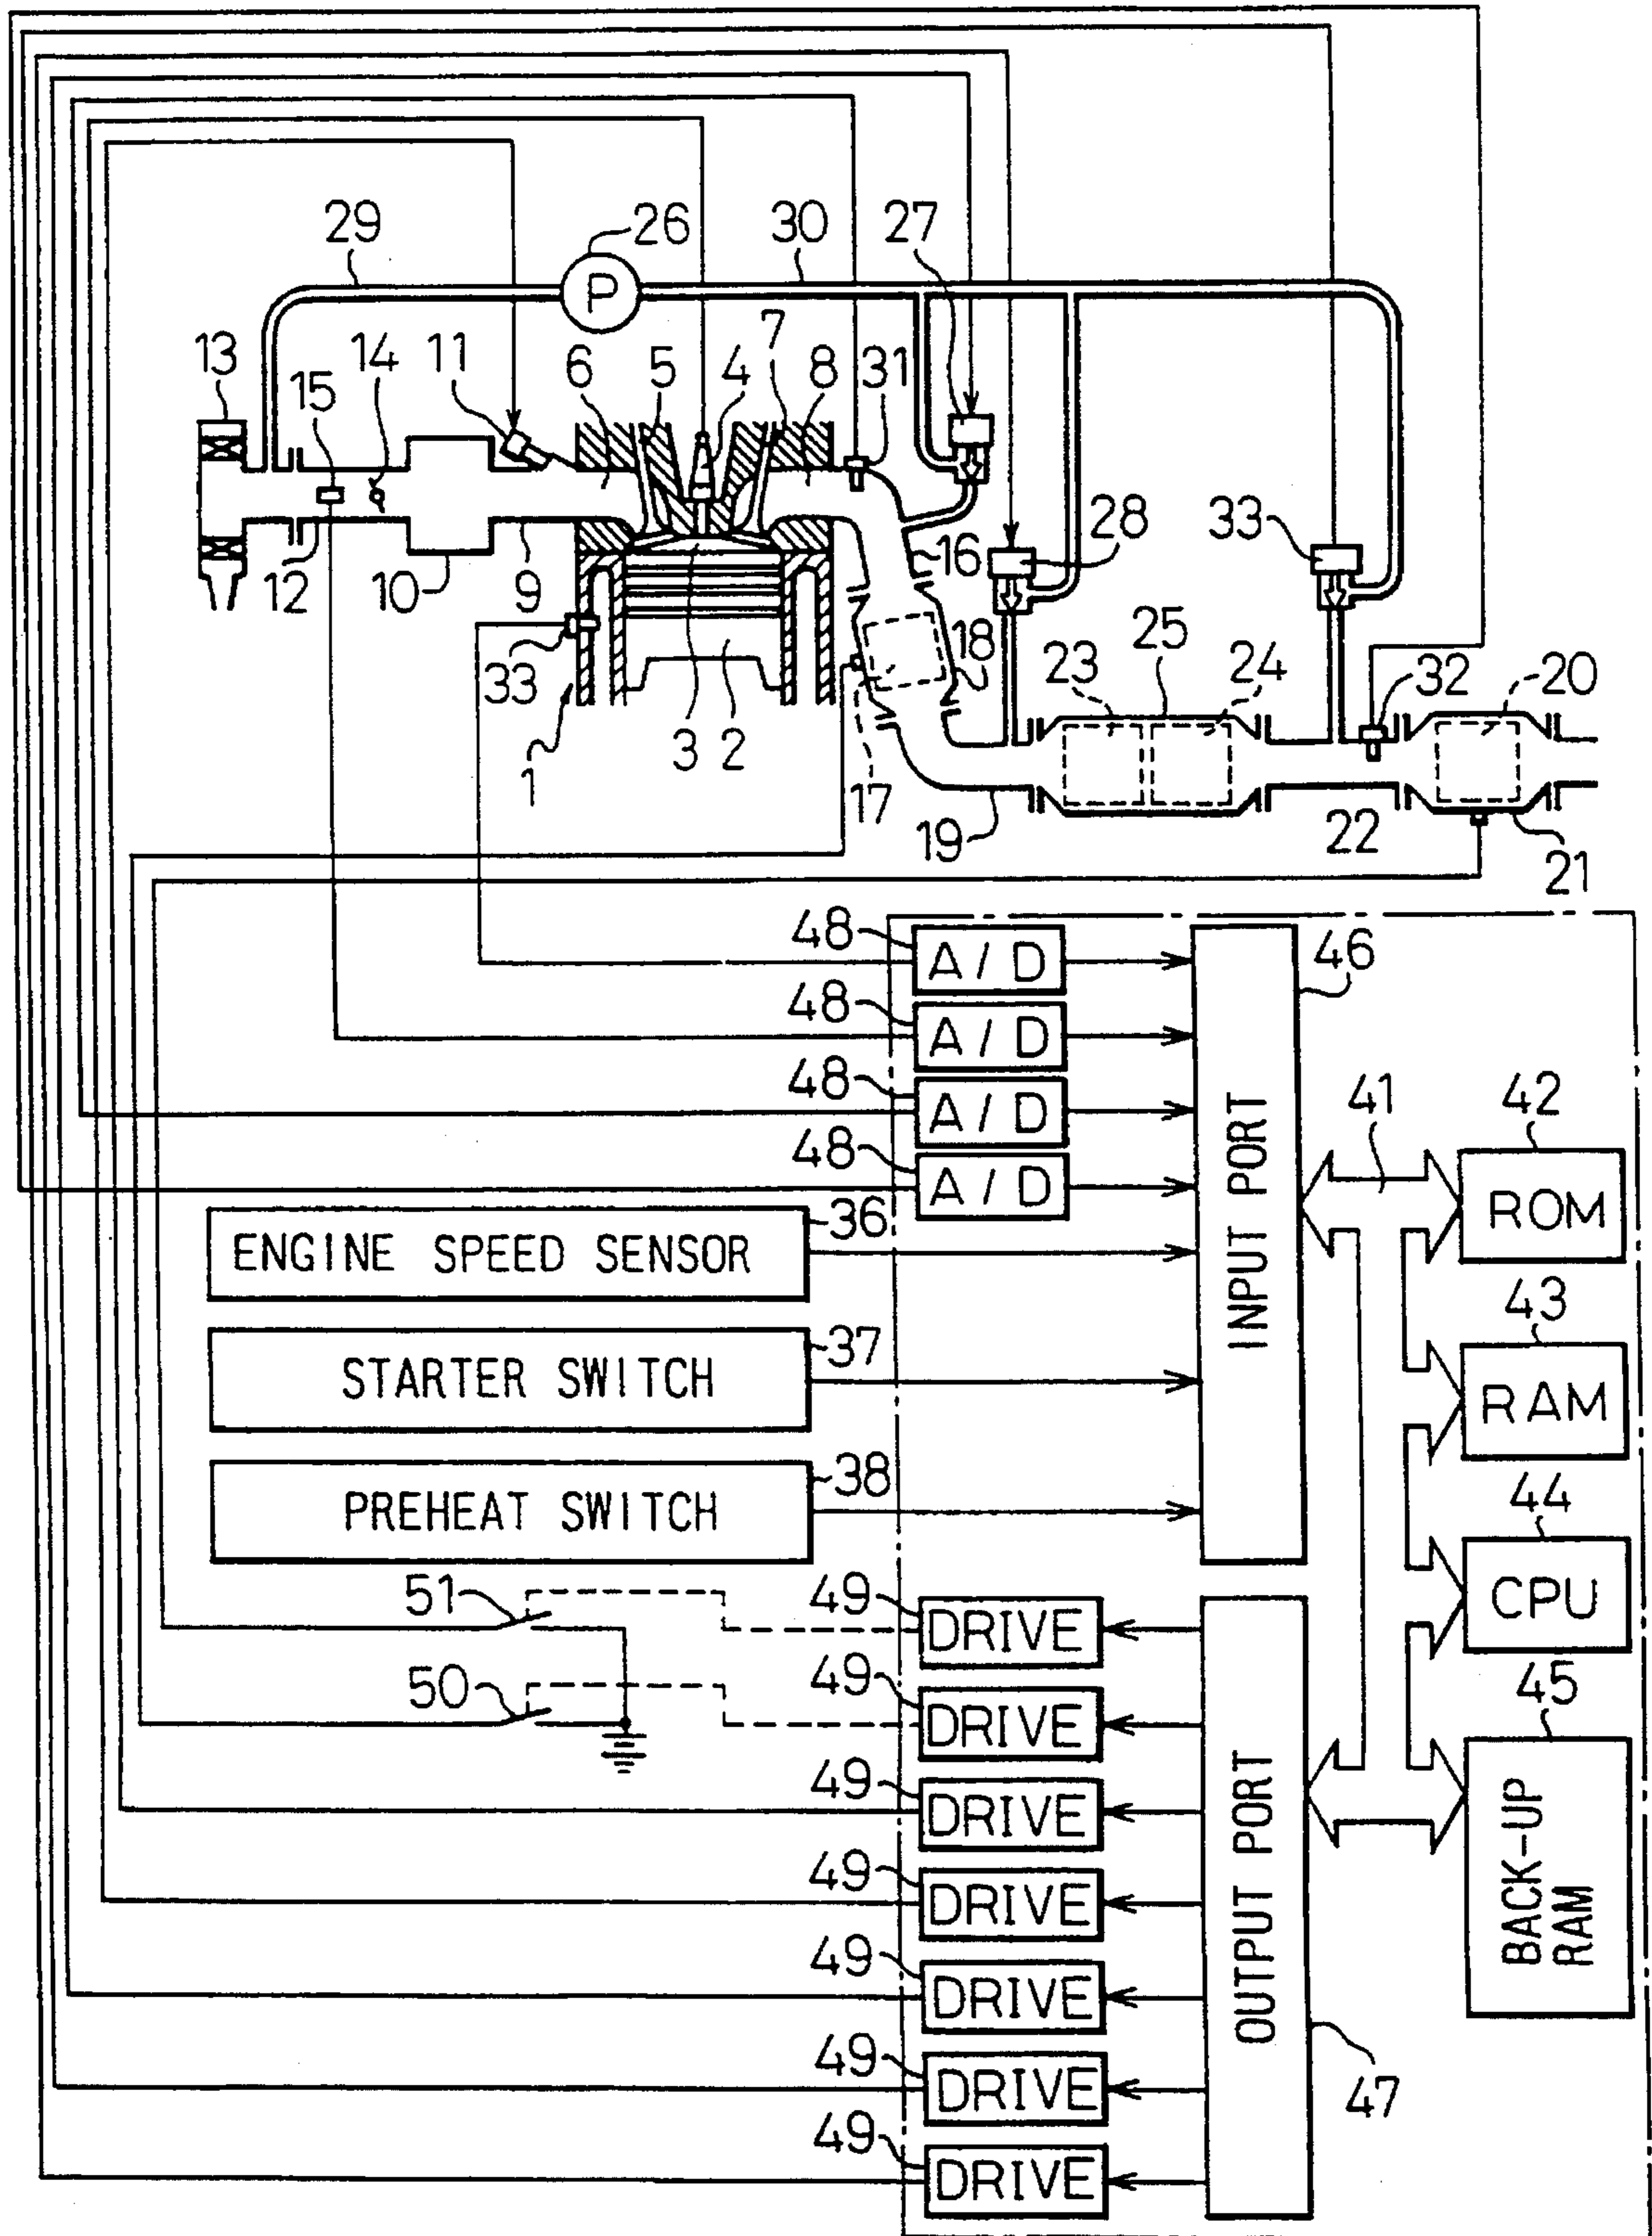 29
26
P
30
27
13
15
14
11
6
5
4
7
8
31
28
33
12
10
9
16
33
18
23
25
24
32
20
1
3
2
17
19
22
21
48
A/D
46
48
A/D
48
A/D
41
42
48
A/D
INPUT PORT
ROM
36
ENGINE SPEED SENSOR
43
37
STARTER SWITCH
RAM
38
PREHEAT SWITCH
44
CPU
51
49
DRIVE
50
49
DRIVE
45
49
DRIVE
OUTPUT PORT
BACK-UP
RAM
49
DRIVE
49
DRIVE
49
DRIVE
47
49
DRIVE